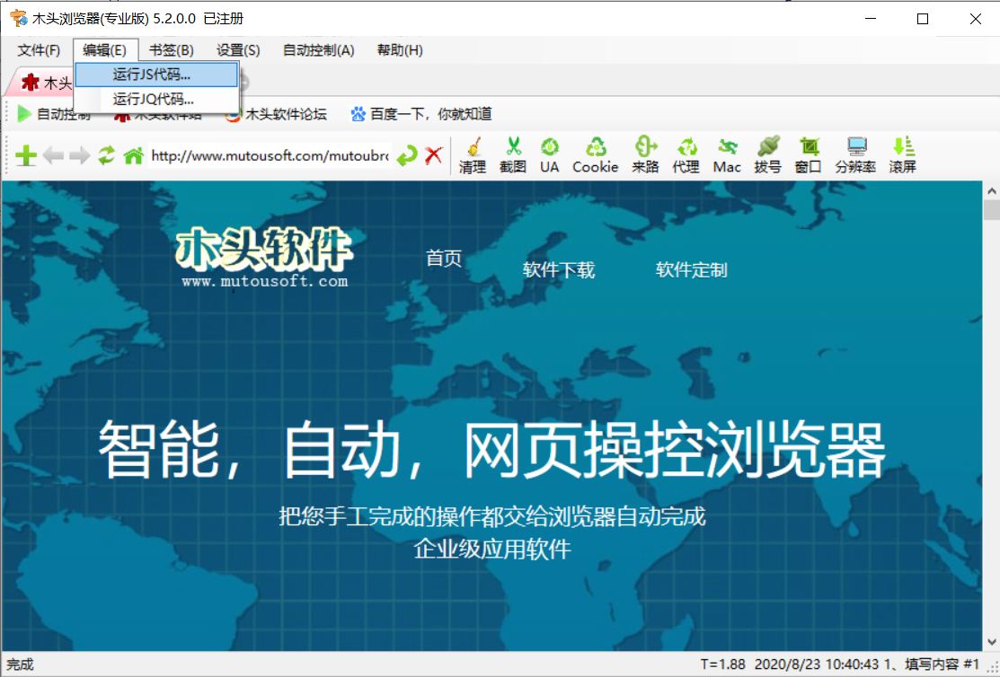 木头浏览器(专业版) 5.2.0.0 已注册
文件(F) 编辑(E) 书签(B) 设置(S) 自动控制(A) 帮助(H)
运行JS代码...
木头
运行JQ代码...
自动控制 木头软件站 木头软件论坛 百度一下，你就知道
http://www.mutousoft.com/mutoubro
清理 截图 UA Cookie 来路 代理 Mac 拔号 窗口 分辨率 滚屏
木头软件
www.mutousoft.com
首页 软件下载 软件定制
智能，自动，网页操控浏览器
把您手工完成的操作都交给浏览器自动完成
企业级应用软件
完成 T=1.88 2020/8/23 10:40:43 1、填写内容 #1